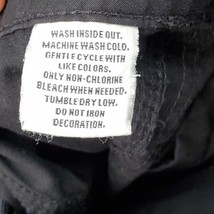 WASH INSIDE OUT.
MACHINE WASH COLD.
GENTLE CYCLE WITH
LIKE COLORS.
ONLY NON-CHLORINE
BLEACH WHEN NEEDED.
TUMBLE DRY LOW.
DO NOT IRON
DECORATION.